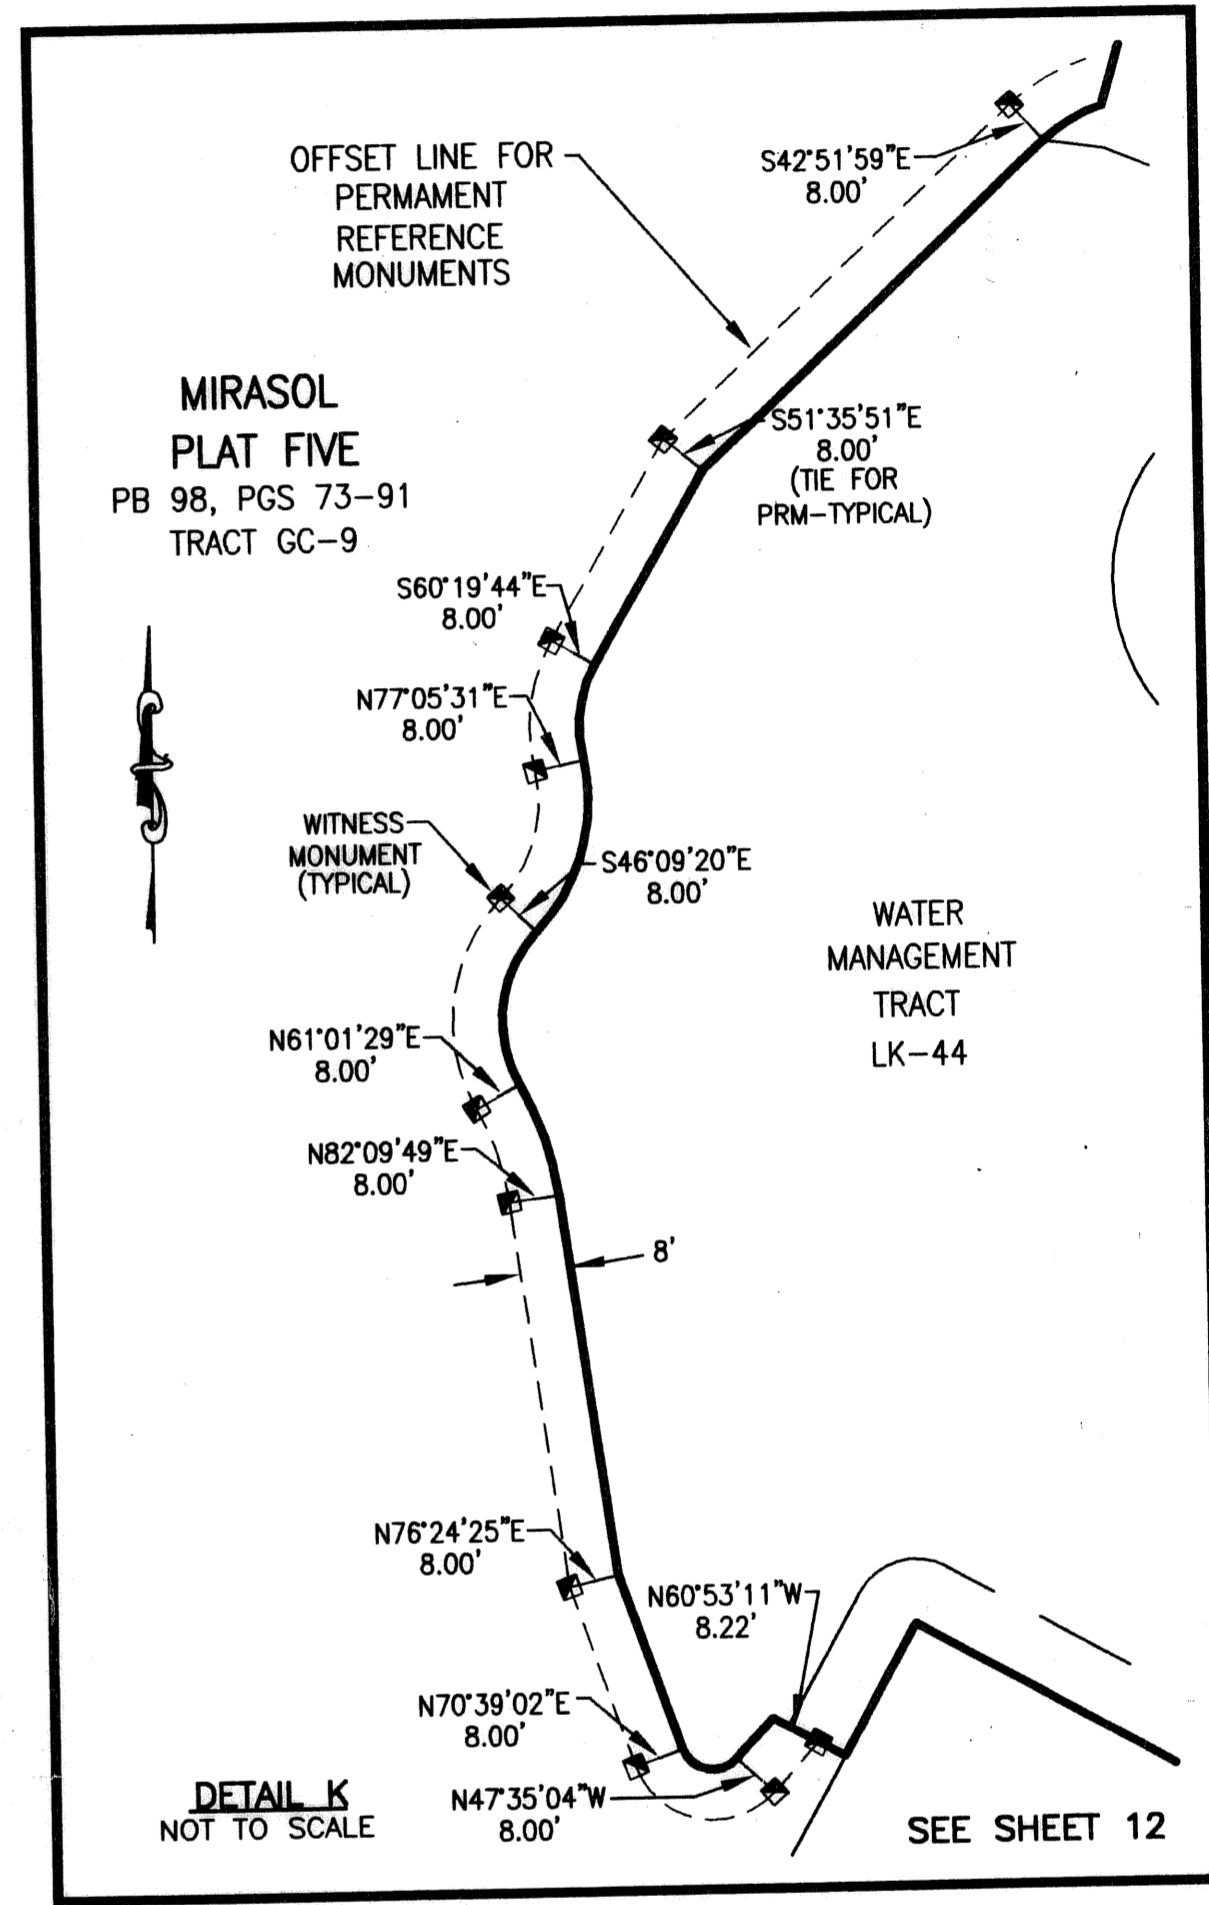 OFFSET LINE FOR
PERMAMENT
REFERENCE
MONUMENTS
S42°51'59"E
8.00'
MIRASOL
PLAT FIVE
PB 98, PGS 73-91
TRACT GC-9
S51°35'51"E
8.00'
(TIE FOR
PRM-TYPICAL)
S60°19'44"E
8.00'
N77°05'31"E
8.00'
WITNESS
MONUMENT
(TYPICAL)
S46°09'20"E
8.00'
WATER
MANAGEMENT
TRACT
LK-44
N61°01'29"E
8.00'
N82°09'49"E
8.00'
8'
N76°24'25"E
8.00'
N60°53'11"W
8.22'
N70°39'02"E
8.00'
N47°35'04"W
8.00'
DETAIL K
NOT TO SCALE
SEE SHEET 12